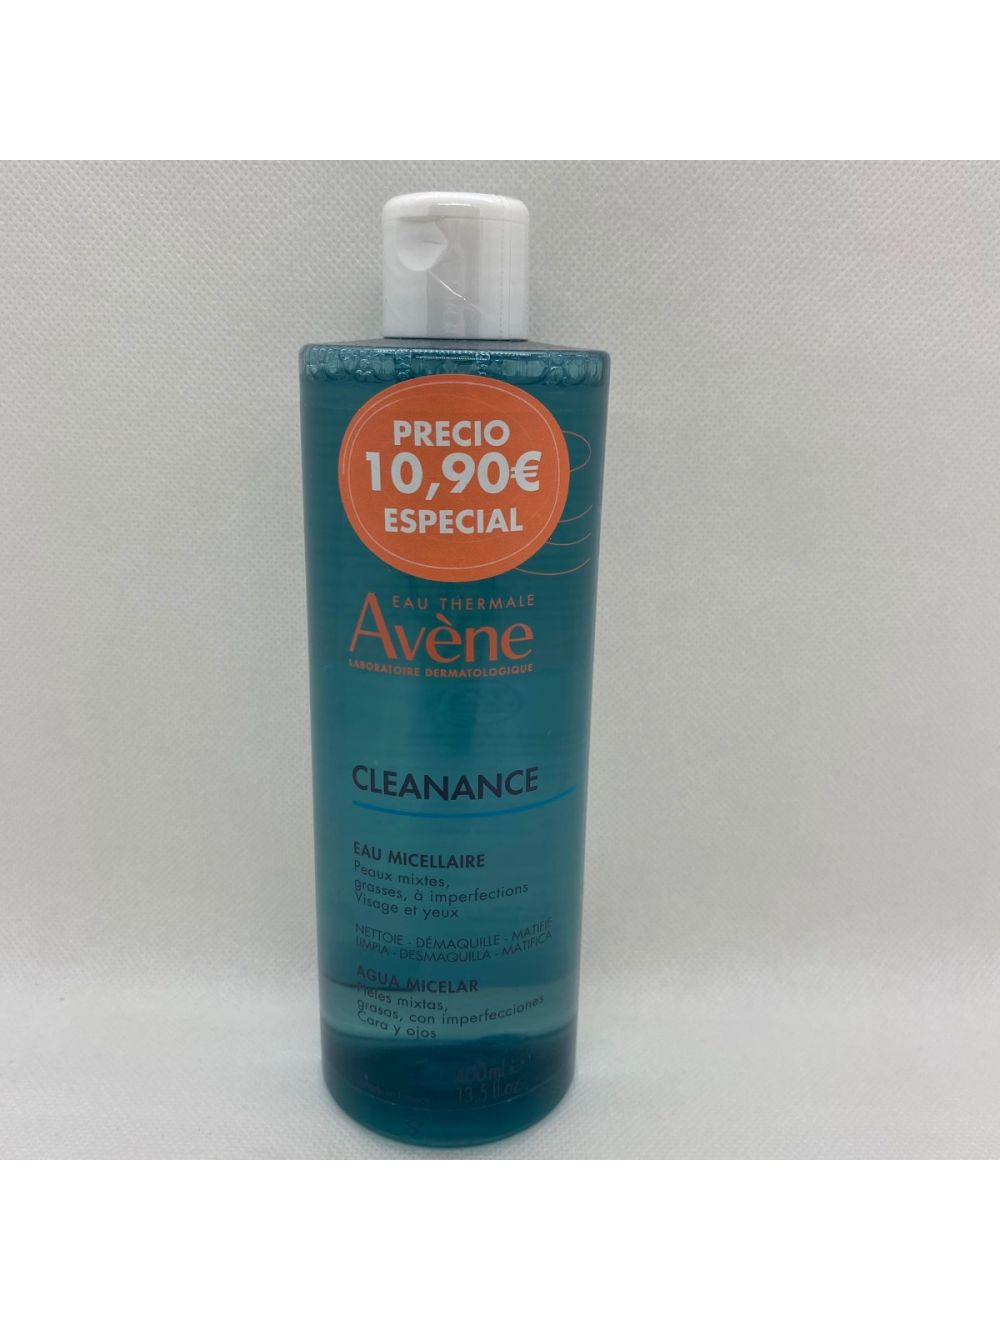 PRECIO
10,90€
ESPECIAL
EAU THERMALE
Avène
LABORATOIRE DERMATOLOGIQUE
CLEANANCE
EAU MICELLAIRE
Peaux mixtes,
grasses, à imperfections
Visage et yeux
NETTOIE - DÉMAQUILLE - MATIFIE
LIMPIA - DESMAQUILLA - MATIFICA
AGUA MICELAR
Pieles mixtas,
grasas, con imperfecciones
Cara y ojos
400ml e
13.5 fl.oz.